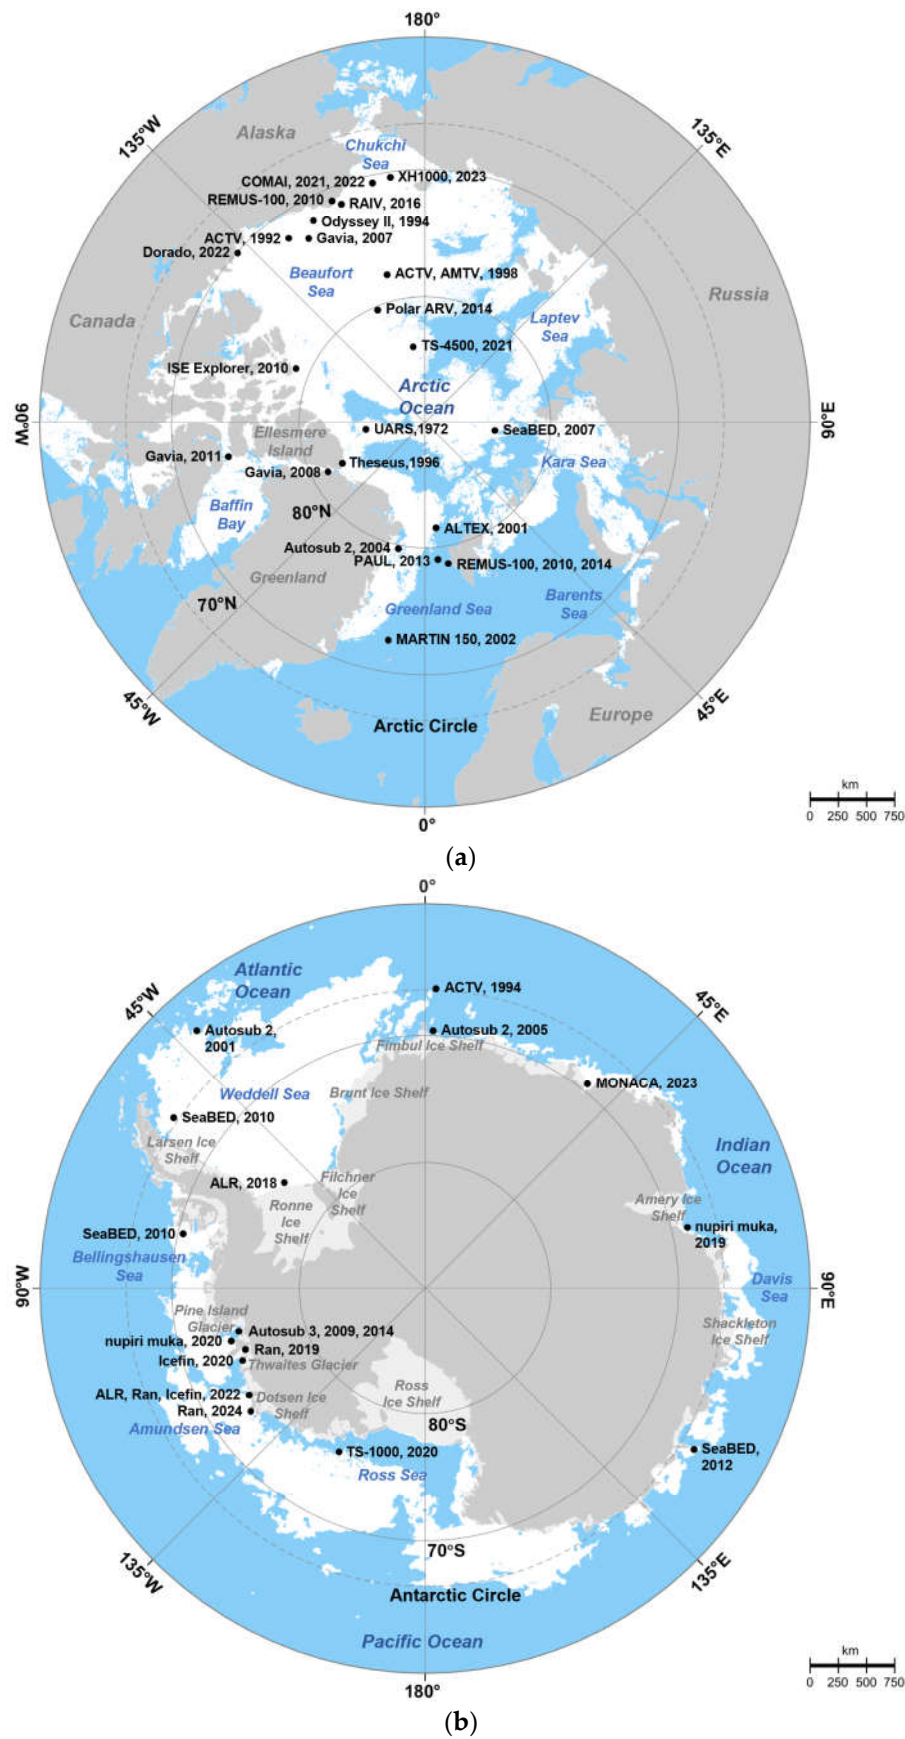 180°
135°W
135°E
Alaska
Chukchi
Sea
XH1000, 2023
COMAI, 2021, 2022
REMUS-100, 2010
RAIV, 2016
Odyssey II, 1994
ACTV, 1992
Gavia, 2007
Dorado, 2022
Beaufort
Sea
ACTV, AMTV, 1998
Russia
Polar ARV, 2014
Canada
Laptev
Sea
TS-4500, 2021
ISE Explorer, 2010
Arctic
Ocean
90°W
90°E
UARS,1972
SeaBED, 2007
Ellesmere
Island
Gavia, 2011
Theseus,1996
Kara Sea
Gavia, 2008
Baffin
Bay
80°N
ALTEX, 2001
Autosub 2, 2004
PAUL, 2013
REMUS-100, 2010, 2014
Greenland
70°N
Greenland Sea
Barents
Sea
MARTIN 150, 2002
45°W
45°E
Europe
Arctic Circle
km
0 250 500 750
0°
(a)
0°
Atlantic
Ocean
45°W
45°E
ACTV, 1994
Autosub 2,
2001
Autosub 2, 2005
Fimbul Ice Shelf
MONACA, 2023
Weddell Sea
Brunt Ice Shelf
SeaBED, 2010
Larsen Ice
Shelf
Indian
Ocean
ALR, 2018
Filchner
Ice
Shelf
Ronne
Ice
Shelf
Amery Ice
Shelf
nupiri muka,
2019
SeaBED, 2010
Bellingshausen
Sea
90°W
90°E
Davis
Sea
Pine Island
Glacier
Shackleton
Ice Shelf
Autosub 3, 2009, 2014
nupiri muka, 2020
Ran, 2019
Icefin, 2020
Thwaites Glacier
ALR, Ran, Icefin, 2022
Dotsen Ice
Shelf
Ross
Ice Shelf
Ran, 2024
Amundsen Sea
80°S
TS-1000, 2020
SeaBED,
2012
Ross Sea
70°S
135°W
135°E
Antarctic Circle
Pacific Ocean
km
0 250 500 750
180°
(b)